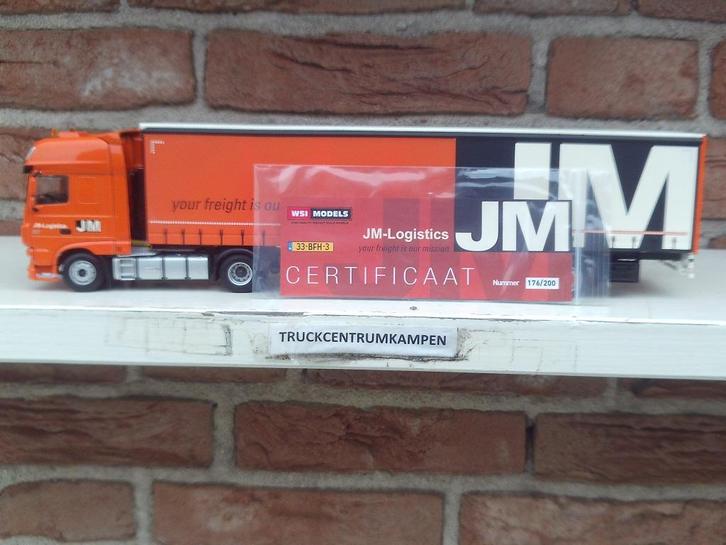 your freight is ou
JM
JM-Logistics
JM
WSI MODELS
JM-Logistics
your freight is our mission
JM
33-BFH-3
CERTIFICAAT
Nummer 176/200
TRUCKCENTRUMKAMPEN